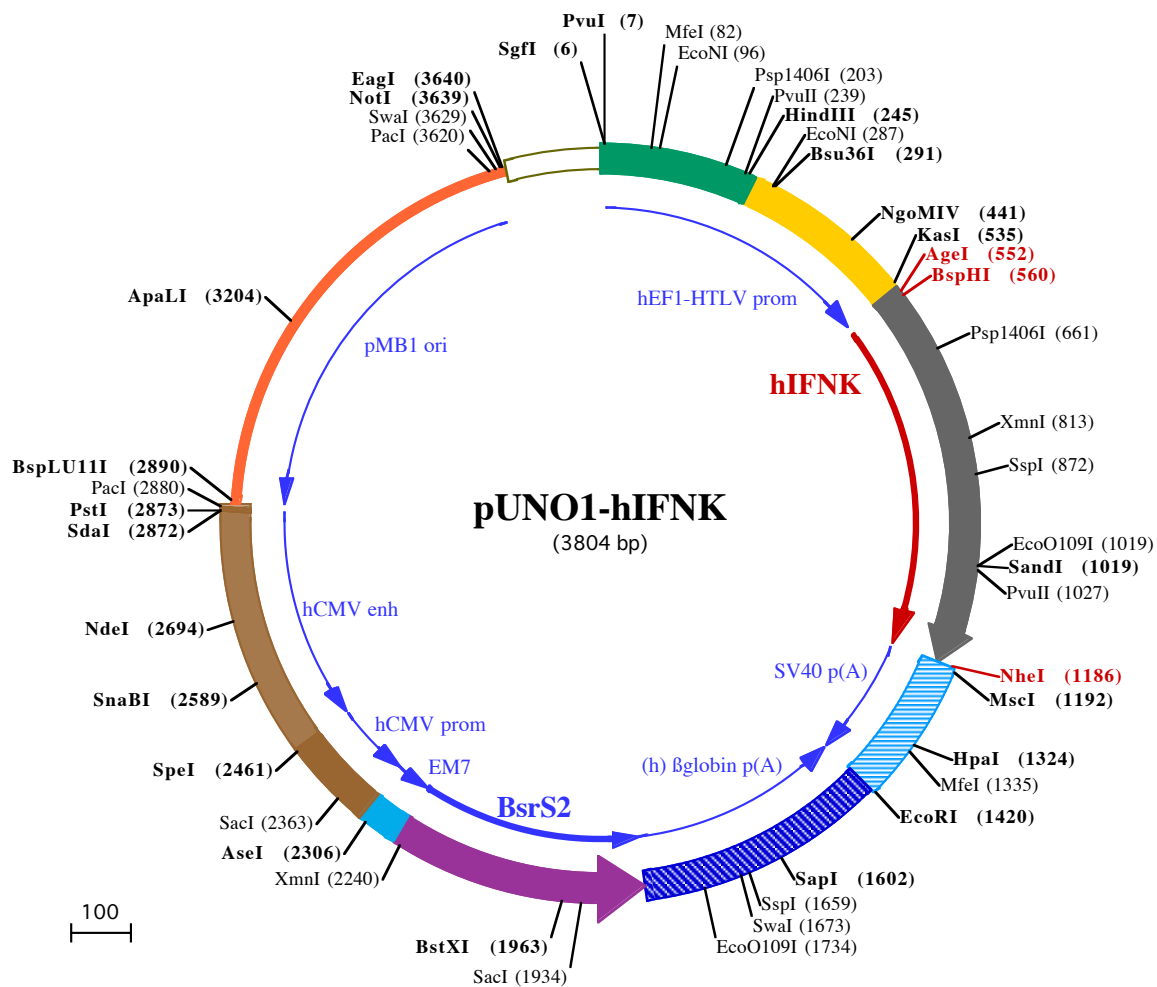 PvuI (7)
SgfI (6)
MfeI (82)
EcoNI (96)
Psp1406I (203)
PvuII (239)
HindIII (245)
EcoNI (287)
Bsu36I (291)
EagI (3640)
NotI (3639)
SwaI (3629)
PacI (3620)
NgoMIV (441)
KasI (535)
AgeI (552)
BspHI (560)
ApaLI (3204)
hEF1-HTLV prom
pMB1 ori
Psp1406I (661)
hIFNK
XmnI (813)
SspI (872)
BspLU11I (2890)
PacI (2880)
PstI (2873)
SdaI (2872)
pUNO1-hIFNK
(3804 bp)
EcoO109I (1019)
SandI (1019)
PvuII (1027)
hCMV enh
NdeI (2694)
SV40 p(A)
NheI (1186)
MscI (1192)
SnaBI (2589)
hCMV prom
SpeI (2461)
EM7
(h) ßglobin p(A)
HpaI (1324)
MfeI (1335)
BsrS2
EcoRI (1420)
SacI (2363)
AseI (2306)
XmnI (2240)
SapI (1602)
SspI (1659)
SwaI (1673)
EcoO109I (1734)
BstXI (1963)
SacI (1934)
100